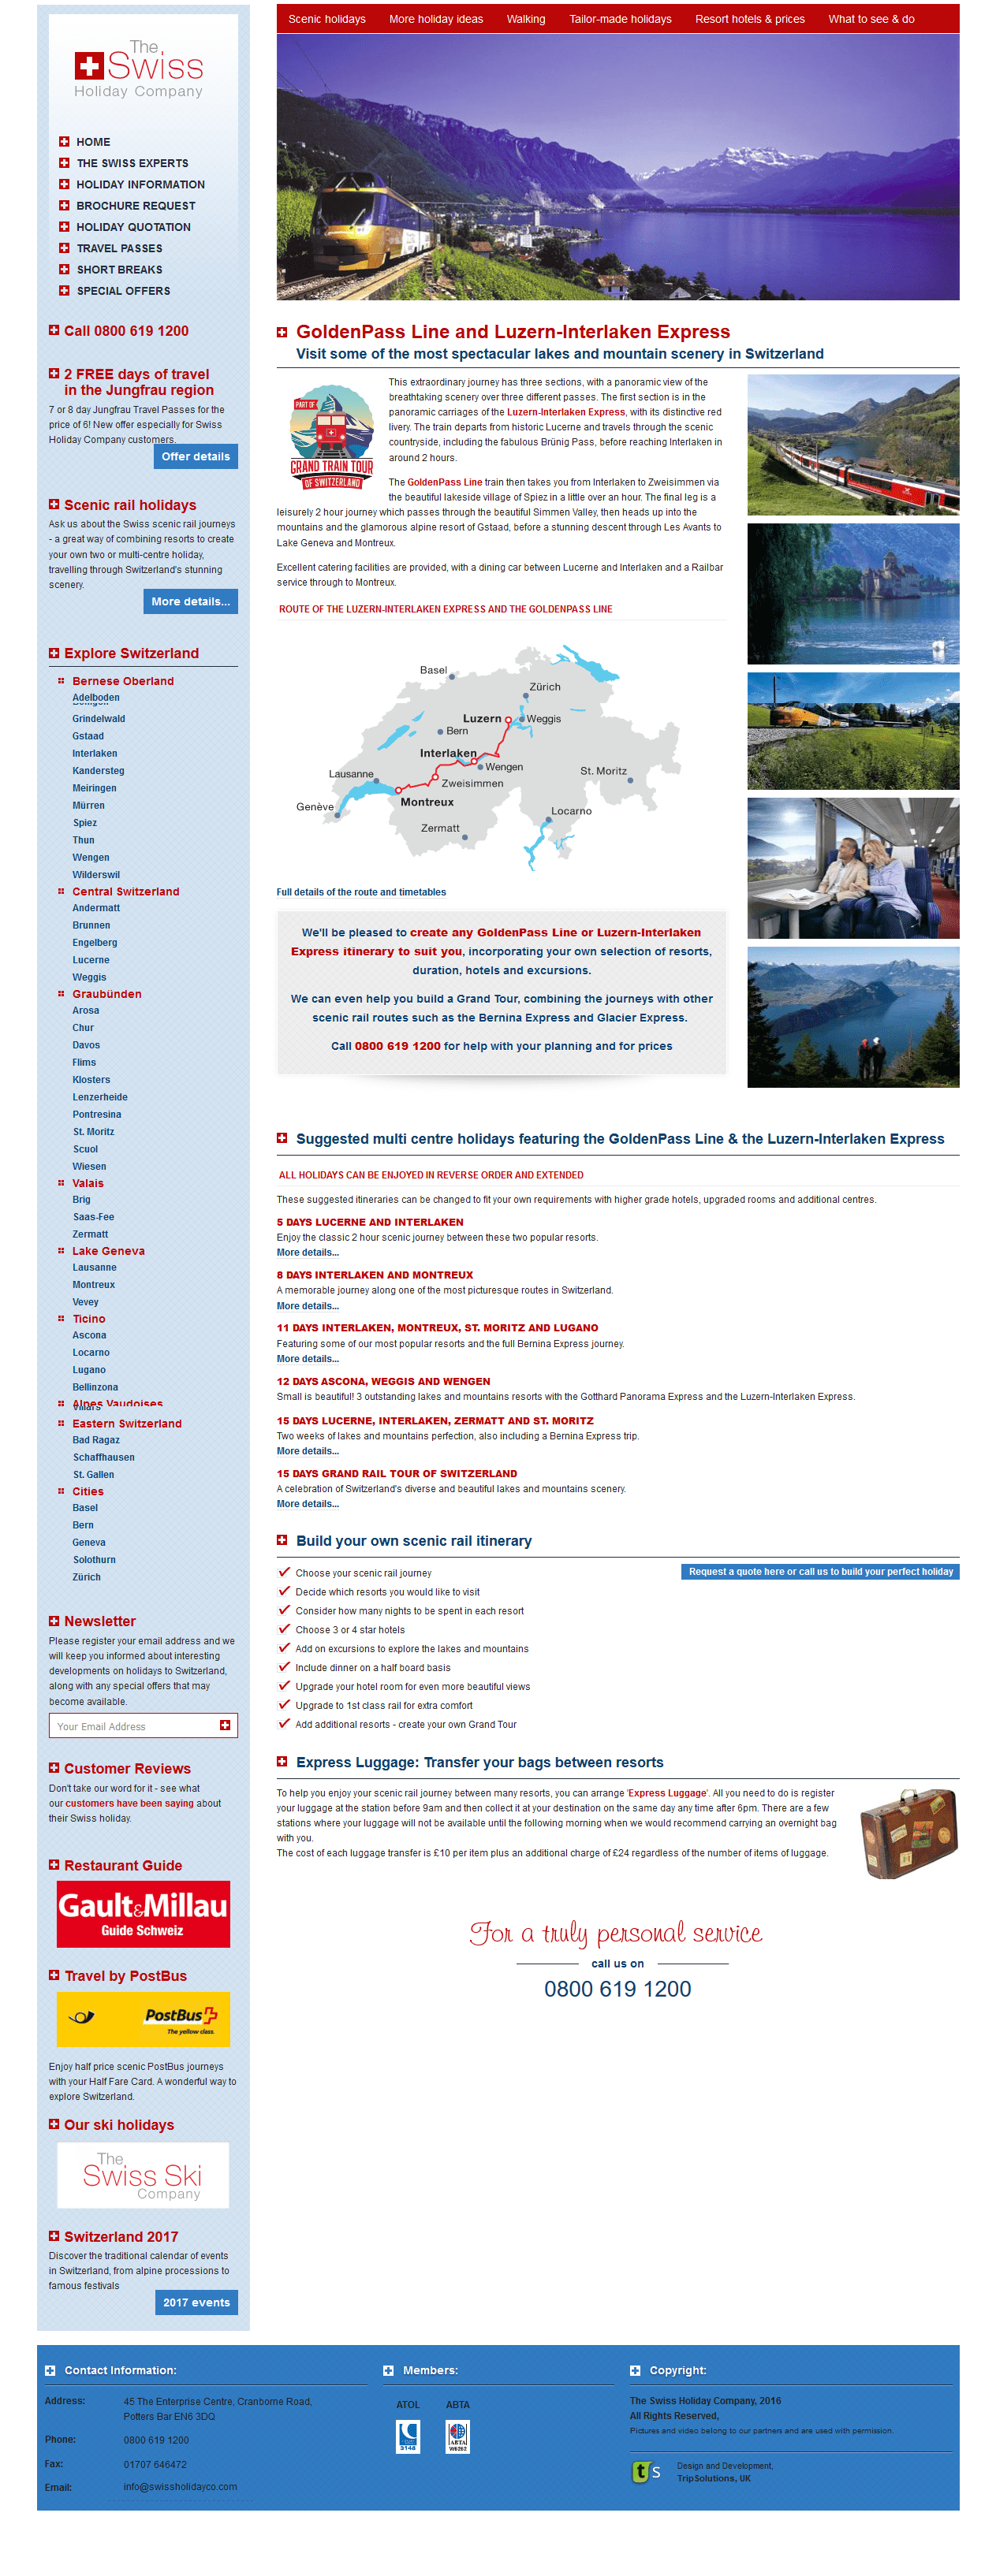 The
Swiss
Holiday Company
HOME
THE SWISS EXPERTS
HOLIDAY INFORMATION
BROCHURE REQUEST
HOLIDAY QUOTATION
TRAVEL PASSES
SHORT BREAKS
SPECIAL OFFERS
Call 0800 619 1200
2 FREE days of travel
in the Jungfrau region
7 or 8 day Jungfrau Travel Passes for the
price of 6! New offer especially for Swiss
Holiday Company customers.
Offer details
Scenic rail holidays
Ask us about the Swiss scenic rail journeys
- a great way of combining resorts to create
your own two or multi-centre holiday,
travelling through Switzerland's stunning
scenery.
More details...
Explore Switzerland
Bernese Oberland
Adelboden
Grindelwald
Gstaad
Interlaken
Kandersteg
Meiringen
Mürren
Spiez
Thun
Wengen
Wilderswil
Central Switzerland
Andermatt
Brunnen
Engelberg
Lucerne
Weggis
Graubünden
Arosa
Chur
Davos
Flims
Klosters
Lenzerheide
Pontresina
St. Moritz
Scuol
Wiesen
Valais
Brig
Saas-Fee
Zermatt
Lake Geneva
Lausanne
Montreux
Vevey
Ticino
Ascona
Locarno
Lugano
Bellinzona
Alpes Vaudoises
Villars
Eastern Switzerland
Bad Ragaz
Schaffhausen
St. Gallen
Cities
Basel
Bern
Geneva
Solothurn
Zürich
Newsletter
Please register your email address and we
will keep you informed about interesting
developments on holidays to Switzerland,
along with any special offers that may
become available.
Your Email Address
Customer Reviews
Don't take our word for it - see what
our customers have been saying about
their Swiss holiday.
Restaurant Guide
Gault&Millau
Guide Schweiz
Travel by PostBus
PostBus
The yellow class.
Enjoy half price scenic PostBus journeys
with your Half Fare Card. A wonderful way to
explore Switzerland.
Our ski holidays
The
Swiss Ski
Company
Switzerland 2017
Discover the traditional calendar of events
in Switzerland, from alpine processions to
famous festivals
2017 events
Scenic holidays More holiday ideas Walking Tailor-made holidays Resort hotels & prices What to see & do
GoldenPass Line and Luzern-Interlaken Express
Visit some of the most spectacular lakes and mountain scenery in Switzerland
PART OF
GRAND TRAIN TOUR
OF SWITZERLAND
This extraordinary journey has three sections, with a panoramic view of the
breathtaking scenery over three different passes. The first section is in the
panoramic carriages of the Luzern-Interlaken Express, with its distinctive red
livery. The train departs from historic Lucerne and travels through the scenic
countryside, including the fabulous Brünig Pass, before reaching Interlaken in
around 2 hours.
The GoldenPass Line train then takes you from Interlaken to Zweisimmen via
the beautiful lakeside village of Spiez in a little over an hour. The final leg is a
leisurely 2 hour journey which passes through the beautiful Simmen Valley, then heads up into the
mountains and the glamorous alpine resort of Gstaad, before a stunning descent through Les Avants to
Lake Geneva and Montreux.
Excellent catering facilities are provided, with a dining car between Lucerne and Interlaken and a Railbar
service through to Montreux.
ROUTE OF THE LUZERN-INTERLAKEN EXPRESS AND THE GOLDENPASS LINE
Basel
Zürich
Luzern
Weggis
Bern
Interlaken
Wengen
Lausanne
Zweisimmen
St. Moritz
Montreux
Genève
Locarno
Zermatt
Full details of the route and timetables
We'll be pleased to create any GoldenPass Line or Luzern-Interlaken
Express itinerary to suit you, incorporating your own selection of resorts,
duration, hotels and excursions.
We can even help you build a Grand Tour, combining the journeys with other
scenic rail routes such as the Bernina Express and Glacier Express.
Call 0800 619 1200 for help with your planning and for prices
Suggested multi centre holidays featuring the GoldenPass Line & the Luzern-Interlaken Express
ALL HOLIDAYS CAN BE ENJOYED IN REVERSE ORDER AND EXTENDED
These suggested itineraries can be changed to fit your own requirements with higher grade hotels, upgraded rooms and additional centres.
5 DAYS LUCERNE AND INTERLAKEN
Enjoy the classic 2 hour scenic journey between these two popular resorts.
More details...
8 DAYS INTERLAKEN AND MONTREUX
A memorable journey along one of the most picturesque routes in Switzerland.
More details...
11 DAYS INTERLAKEN, MONTREUX, ST. MORITZ AND LUGANO
Featuring some of our most popular resorts and the full Bernina Express journey.
More details...
12 DAYS ASCONA, WEGGIS AND WENGEN
Small is beautiful! 3 outstanding lakes and mountains resorts with the Gotthard Panorama Express and the Luzern-Interlaken Express.
15 DAYS LUCERNE, INTERLAKEN, ZERMATT AND ST. MORITZ
Two weeks of lakes and mountains perfection, also including a Bernina Express trip.
More details...
15 DAYS GRAND RAIL TOUR OF SWITZERLAND
A celebration of Switzerland's diverse and beautiful lakes and mountains scenery.
More details...
Build your own scenic rail itinerary
Request a quote here or call us to build your perfect holiday
Choose your scenic rail journey
Decide which resorts you would like to visit
Consider how many nights to be spent in each resort
Choose 3 or 4 star hotels
Add on excursions to explore the lakes and mountains
Include dinner on a half board basis
Upgrade your hotel room for even more beautiful views
Upgrade to 1st class rail for extra comfort
Add additional resorts - create your own Grand Tour
Express Luggage: Transfer your bags between resorts
To help you enjoy your scenic rail journey between many resorts, you can arrange 'Express Luggage'. All you need to do is register
your luggage at the station before 9am and then collect it at your destination on the same day any time after 6pm. There are a few
stations where your luggage will not be available until the following morning when we would recommend carrying an overnight bag
with you.
The cost of each luggage transfer is £10 per item plus an additional charge of £24 regardless of the number of items of luggage.
For a truly personal service
call us on
0800 619 1200
Contact Information:
Address: 45 The Enterprise Centre, Cranborne Road,
Potters Bar EN6 3DQ
Phone: 0800 619 1200
Fax: 01707 646472
Email: info@swissholidayco.com
Members:
ATOL ABTA
3148
ABTA
W6262
Copyright:
The Swiss Holiday Company, 2016
All Rights Reserved,
Pictures and video belong to our partners and are used with permission.
ts
Design and Development,
TripSolutions, UK